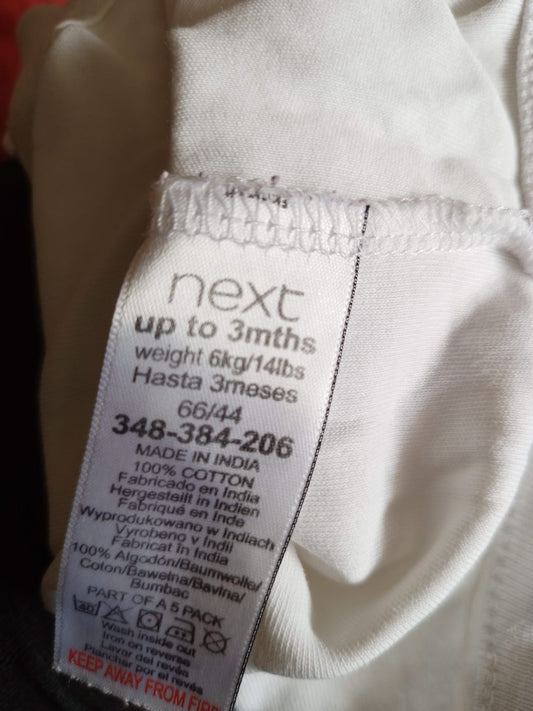 next
up to 3mths
weight 6kg/14lbs
Hasta 3meses
66/44
348-384-206
MADE IN INDIA
100% COTTON
Fabricado en India
Hergestellt in Indien
Fabriqué en Inde
Wyprodukowano w Indiach
Vyrobeno v Indii
Fabricat în India
100% Algodón/Baumwolle/
Coton/Bawełna/Bavlna/
Bumbac
PART OF A 5 PACK
40
Wash inside out
Iron on reverse
Lavar del revés
Planchar por el revés
KEEP AWAY FROM FIRE